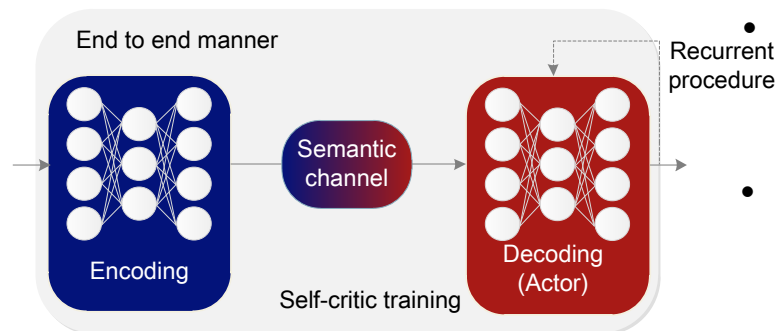 End to end manner
Recurrent
procedure
Semantic
channel
Encoding
Decoding
(Actor)
Self-critic training